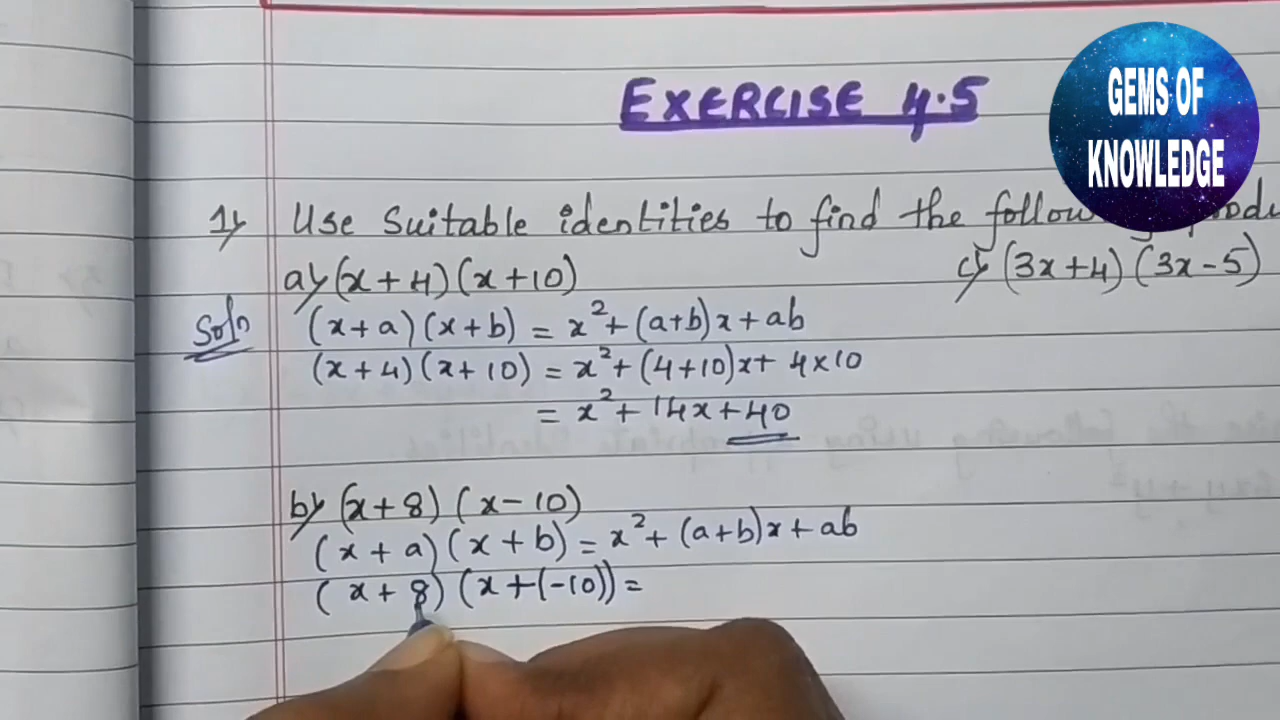 EXERCISE 4.5
GEMS OF
KNOWLEDGE
1) Use suitable identities to find the
a) (x+4)(x+10)
c) (3x+4)(3x-5)
Soln
(x+a)(x+b) = x²+(a+b)x+ab
(x+4)(x+10) = x²+(4+10)x+ 4×10
= x²+14x+40
b) (x+8)(x-10)
(x+a)(x+b) = x²+(a+b)x+ab
(x+8)(x+(-10)) =